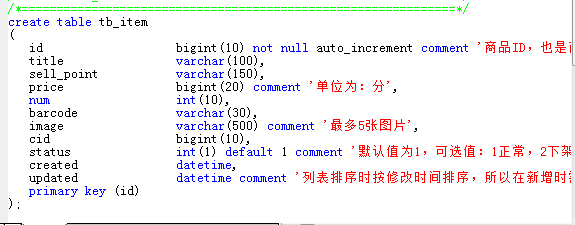 /*==============================================================*/
create table tb_item
(
id bigint(10) not null auto_increment comment '商品ID，也是
title varchar(100),
sell_point varchar(150),
price bigint(20) comment '单位为：分',
num int(10),
barcode varchar(30),
image varchar(500) comment '最多5张图片',
cid bigint(10),
status int(1) default 1 comment '默认值为1，可选值：1正常，2下架
created datetime,
updated datetime comment '列表排序时按修改时间排序，所以在新增时
primary key (id)
);